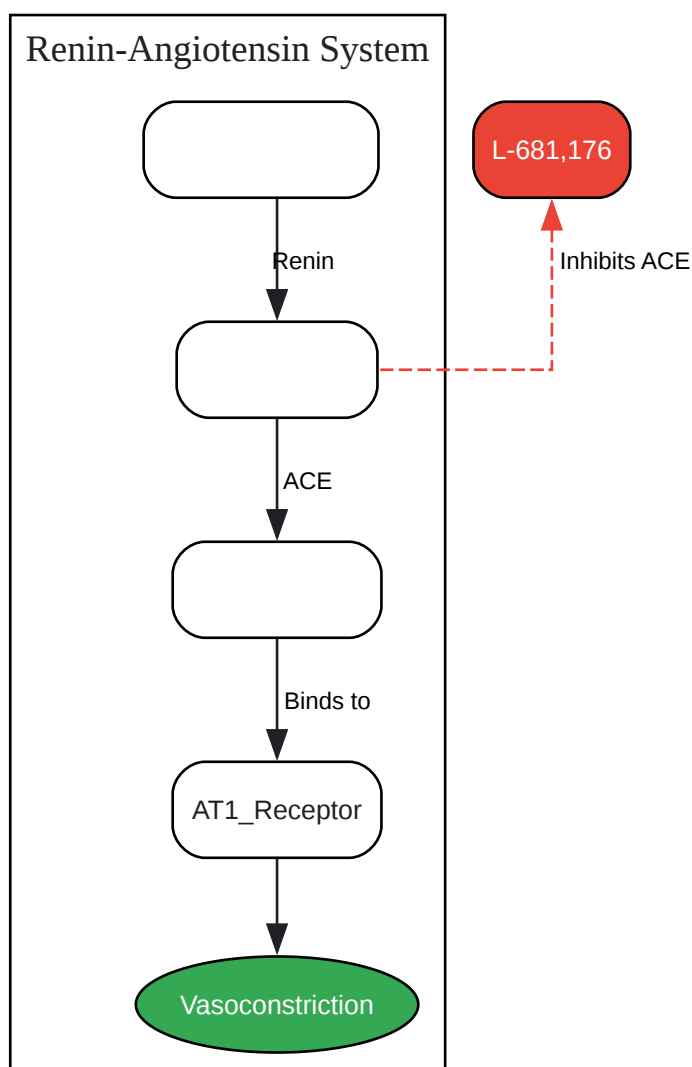 Renin-Angiotensin System
L-681,176
Renin
Inhibits ACE
ACE
Binds to
AT1_Receptor
Vasoconstriction